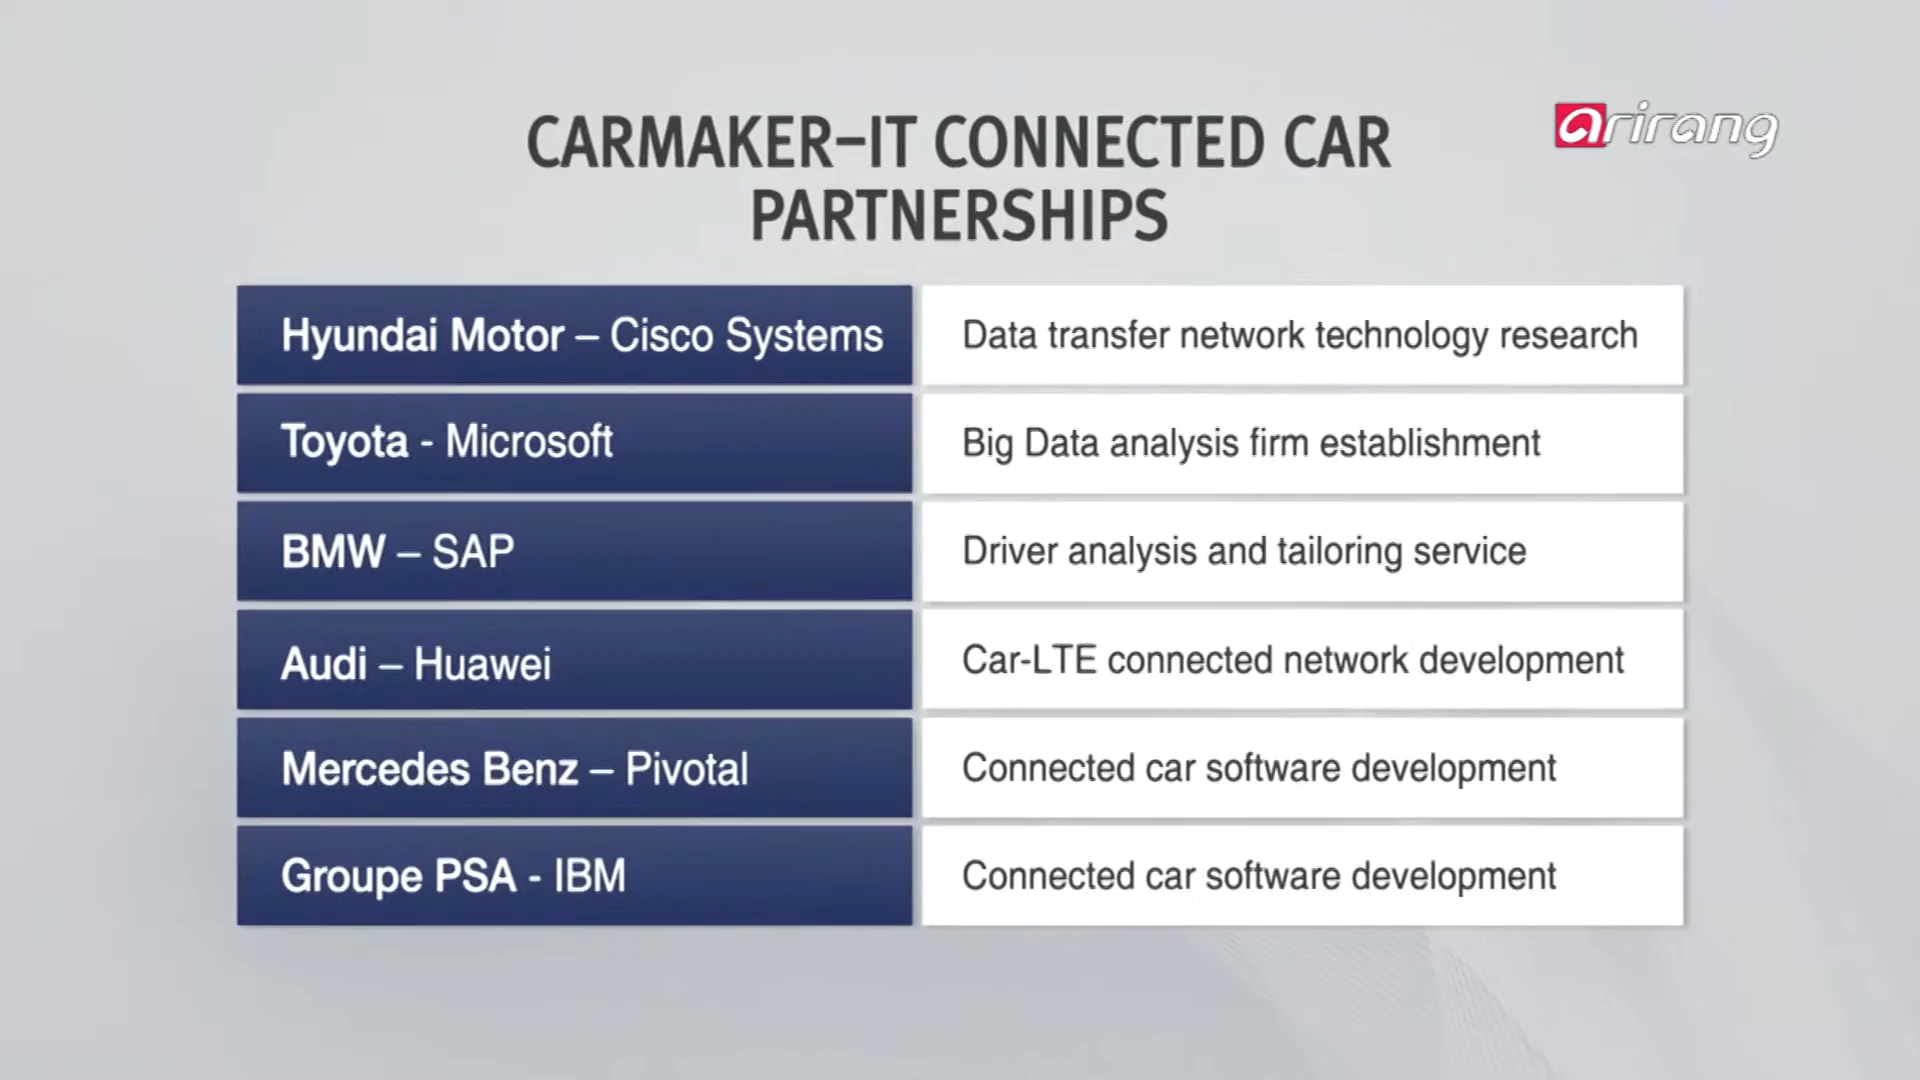 CARMAKER–IT CONNECTED CAR
PARTNERSHIPS
arirang
Hyundai Motor – Cisco Systems
Data transfer network technology research
Toyota - Microsoft
Big Data analysis firm establishment
BMW – SAP
Driver analysis and tailoring service
Audi – Huawei
Car-LTE connected network development
Mercedes Benz – Pivotal
Connected car software development
Groupe PSA - IBM
Connected car software development